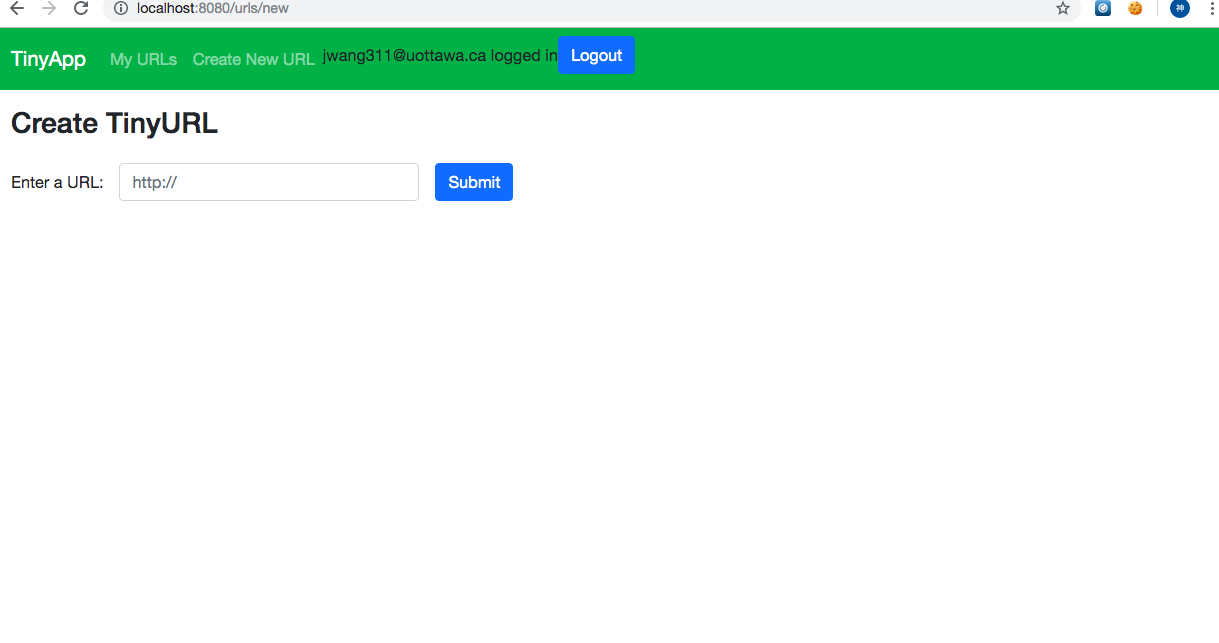 localhost:8080/urls/new
神
TinyApp My URLs Create New URL jwang311@uottawa.ca logged in Logout
Create TinyURL
Enter a URL: http:// Submit